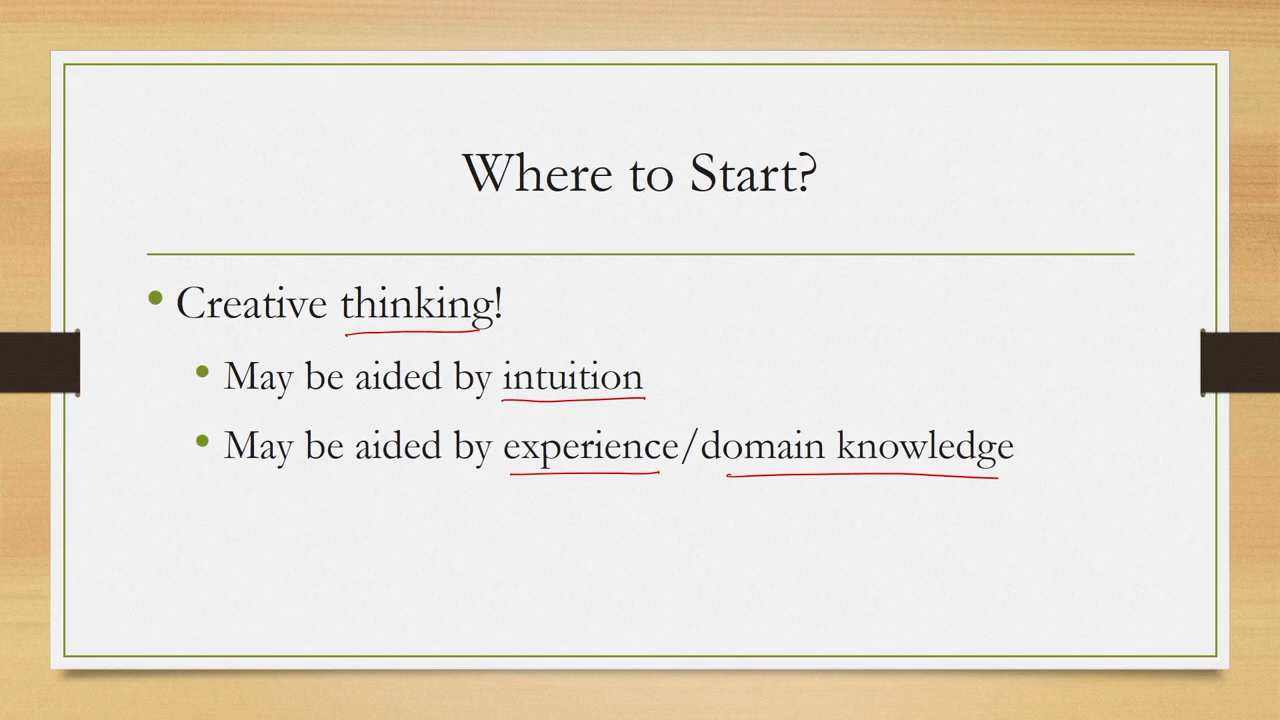 Where to Start?
Creative thinking!
May be aided by intuition
May be aided by experience/domain knowledge